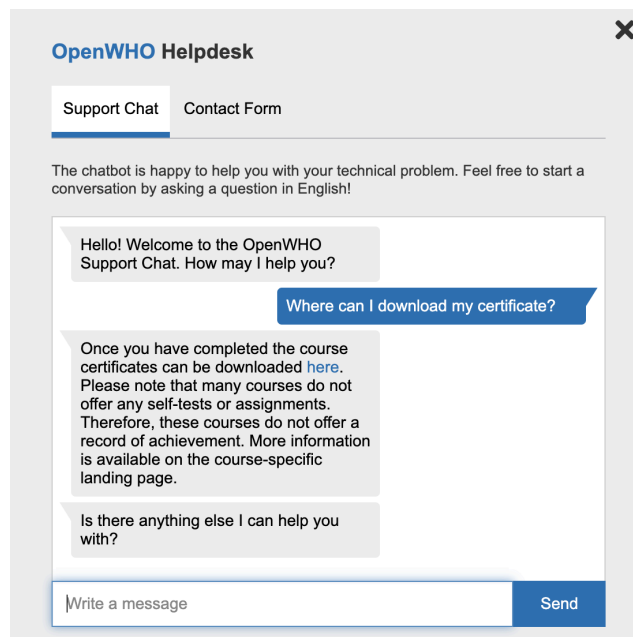 OpenWHO Helpdesk
Support Chat
Contact Form
The chatbot is happy to help you with your technical problem. Feel free to start a
conversation by asking a question in English!
Hello! Welcome to the OpenWHO
Support Chat. How may I help you?
Where can I download my certificate?
Once you have completed the course
certificates can be downloaded here.
Please note that many courses do not
offer any self-tests or assignments.
Therefore, these courses do not offer a
record of achievement. More information
is available on the course-specific
landing page.
Is there anything else I can help you
with?
Write a message
Send